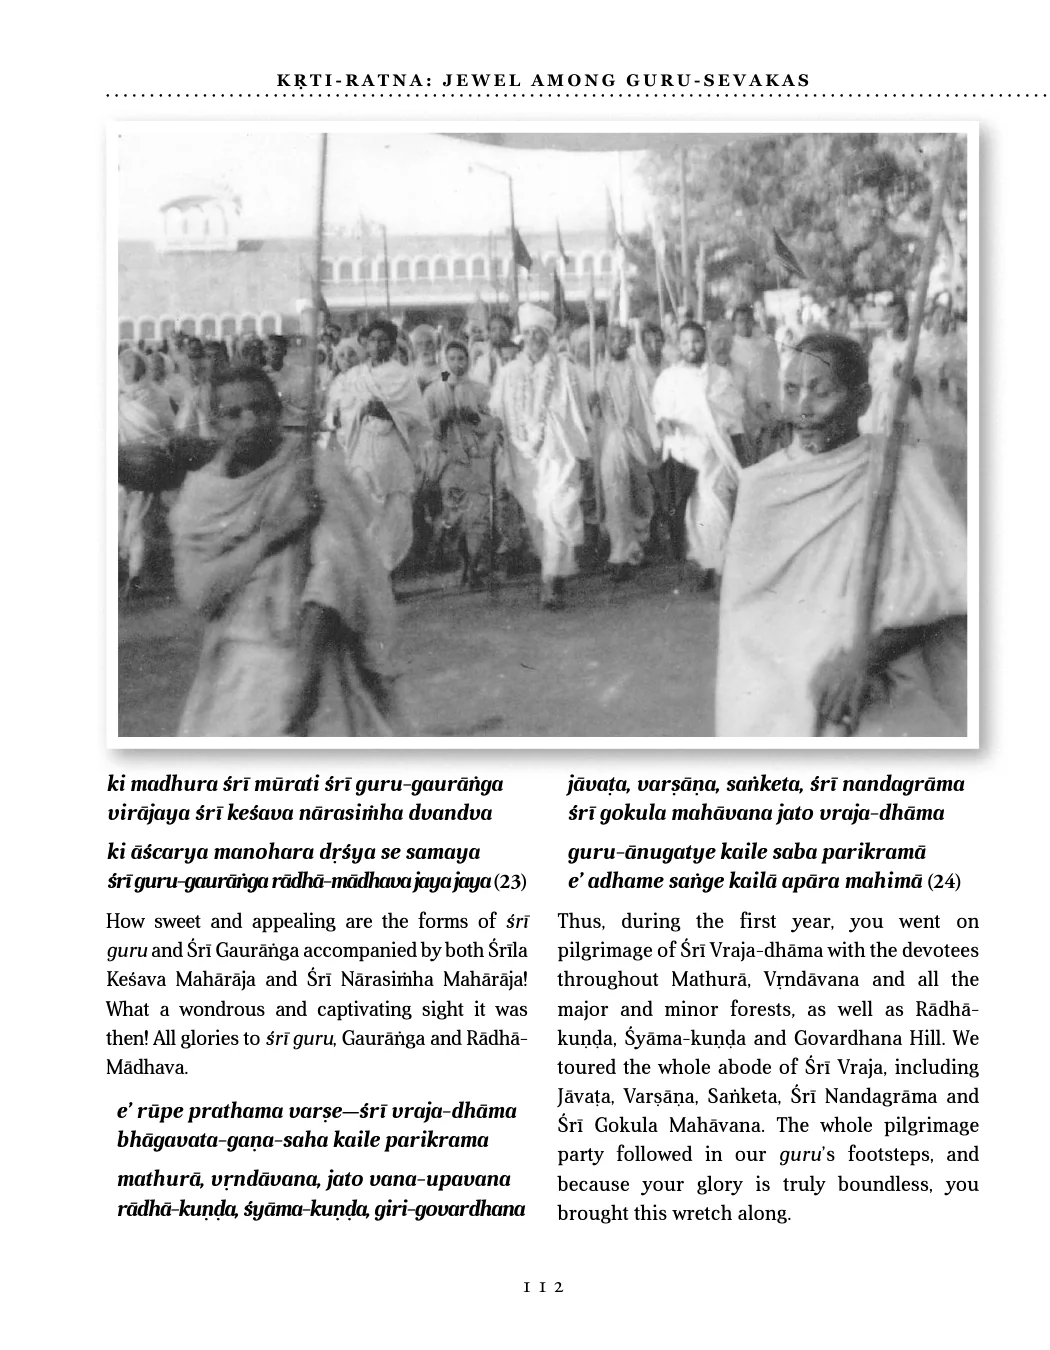 KṚTI-RATNA: JEWEL AMONG GURU-SEVAKAS
ki madhura śrī mūrati śrī guru-gaurāṅga
virājaya śrī keśava nārasiṁha dvandva
ki āścarya manohara dṛśya se samaya
śrī guru-gaurāṅga rādhā-mādhava jaya jaya (23)
How sweet and appealing are the forms of śrī
guru and Śrī Gaurāṅga accompanied by both Śrīla
Keśava Mahārāja and Śrī Nārasiṁha Mahārāja!
What a wondrous and captivating sight it was
then! All glories to śrī guru, Gaurāṅga and Rādhā-
Mādhava.
e’ rūpe prathama varṣe—śrī vraja-dhāma
bhāgavata-gaṇa-saha kaile parikrama
mathurā, vṛndāvana, jato vana-upavana
rādhā-kuṇḍa, śyāma-kuṇḍa, giri-govardhana
jāvaṭa, varṣāṇa, saṅketa, śrī nandagrāma
śrī gokula mahāvana jato vraja-dhāma
guru-ānugatye kaile saba parikramā
e’ adhame saṅge kailā apāra mahimā (24)
Thus, during the first year, you went on
pilgrimage of Śrī Vraja-dhāma with the devotees
throughout Mathurā, Vṛndāvana and all the
major and minor forests, as well as Rādhā-
kuṇḍa, Śyāma-kuṇḍa and Govardhana Hill. We
toured the whole abode of Śrī Vraja, including
Jāvaṭa, Varṣāṇa, Saṅketa, Śrī Nandagrāma and
Śrī Gokula Mahāvana. The whole pilgrimage
party followed in our guru’s footsteps, and
because your glory is truly boundless, you
brought this wretch along.
112